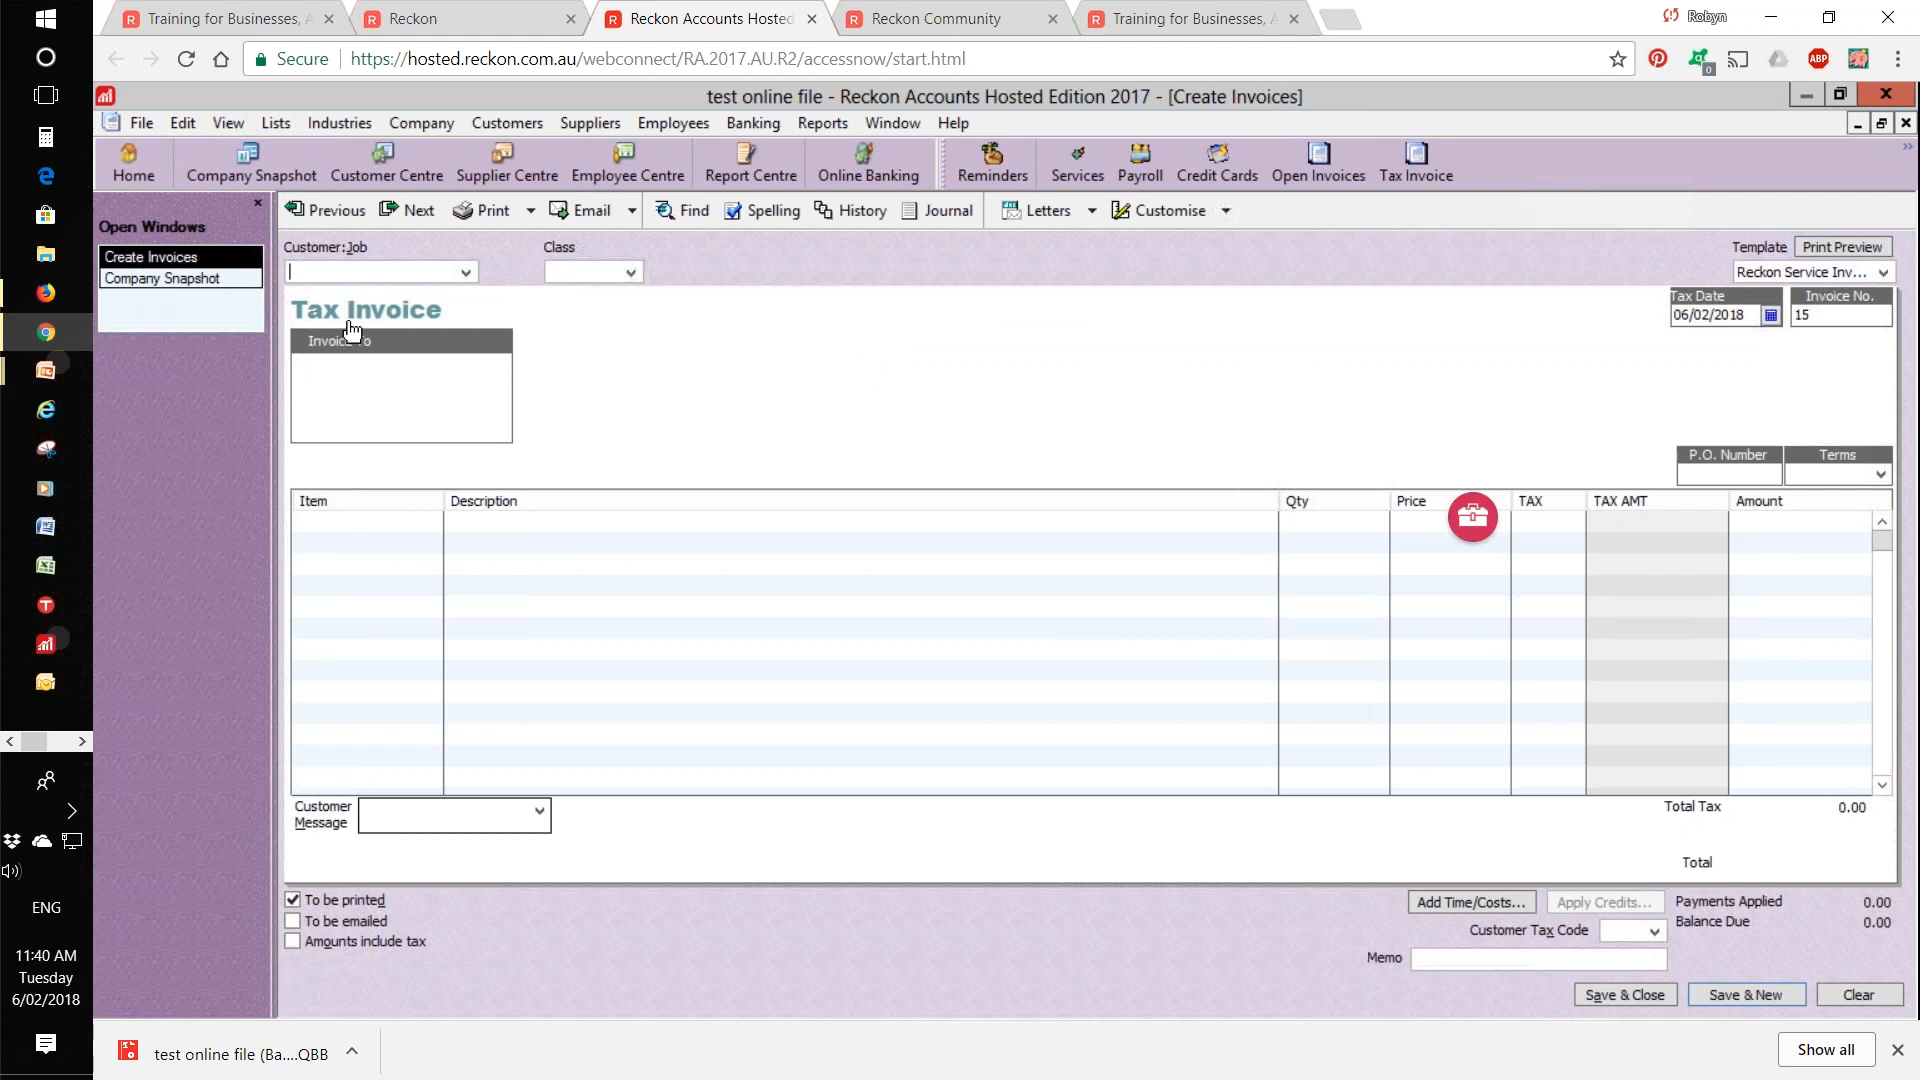 Training for Businesses, A
Reckon
Reckon Accounts Hosted
Reckon Community
Training for Businesses, A
Robyn
Secure
https://hosted.reckon.com.au/webconnect/RA.2017.AU.R2/accessnow/start.html
0
ABP
test online file - Reckon Accounts Hosted Edition 2017 - [Create Invoices]
File Edit View Lists Industries Company Customers Suppliers Employees Banking Reports Window Help
Home Company Snapshot Customer Centre Supplier Centre Employee Centre Report Centre Online Banking Reminders Services Payroll Credit Cards Open Invoices Tax Invoice
Previous Next Print Email Find Spelling History Journal Letters Customise
Open Windows
Create Invoices
Company Snapshot
Customer:Job
Class
Template
Print Preview
Reckon Service Inv...
Tax Invoice
Tax Date
Invoice No.
06/02/2018
15
Invoice To
P.O. Number
Terms
Item Description Qty Price TAX TAX AMT Amount
Customer
Message
Total Tax 0.00
Total
To be printed
To be emailed
Amounts include tax
Add Time/Costs...
Apply Credits...
Payments Applied 0.00
Customer Tax Code
Balance Due 0.00
Memo
Save & Close
Save & New
Clear
ENG
11:40 AM
Tuesday
6/02/2018
test online file (Ba....QBB
Show all